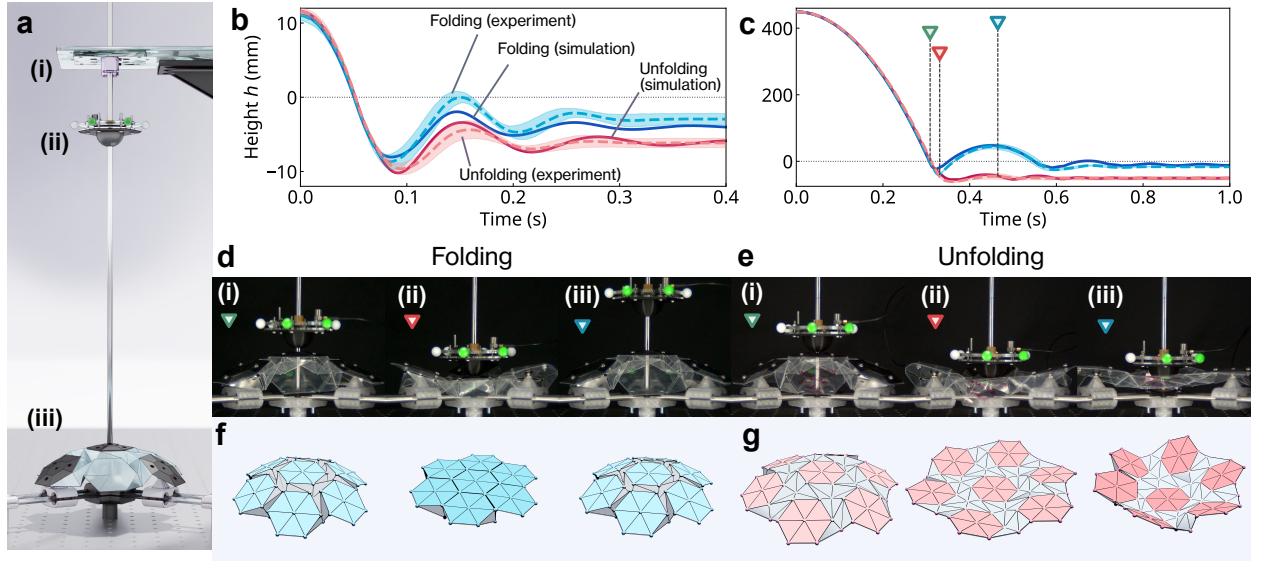 a
(i)
(ii)
(iii)
b
10
0
−10
Height h (mm)
0.0
0.1
0.2
0.3
0.4
Time (s)
Folding (experiment)
Folding (simulation)
Unfolding
(simulation)
Unfolding (experiment)
c
400
200
0
0.0
0.2
0.4
0.6
0.8
1.0
Time (s)
d
Folding
(i)
(ii)
(iii)
e
Unfolding
(i)
(ii)
(iii)
f
g